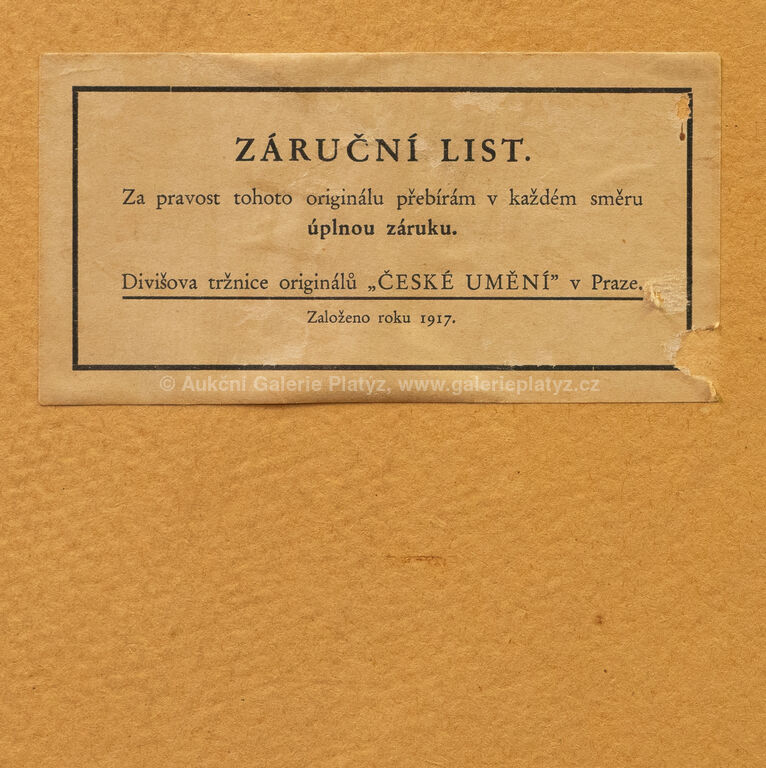 ZÁRUČNÍ LIST.
Za pravost tohoto originálu přebírám v každém směru
úplnou záruku.
Divišova tržnice originálů „ČESKÉ UMĚNÍ” v Praze.
Založeno roku 1917.
© Aukční Galerie Platyz, www.galerieplatyz.cz